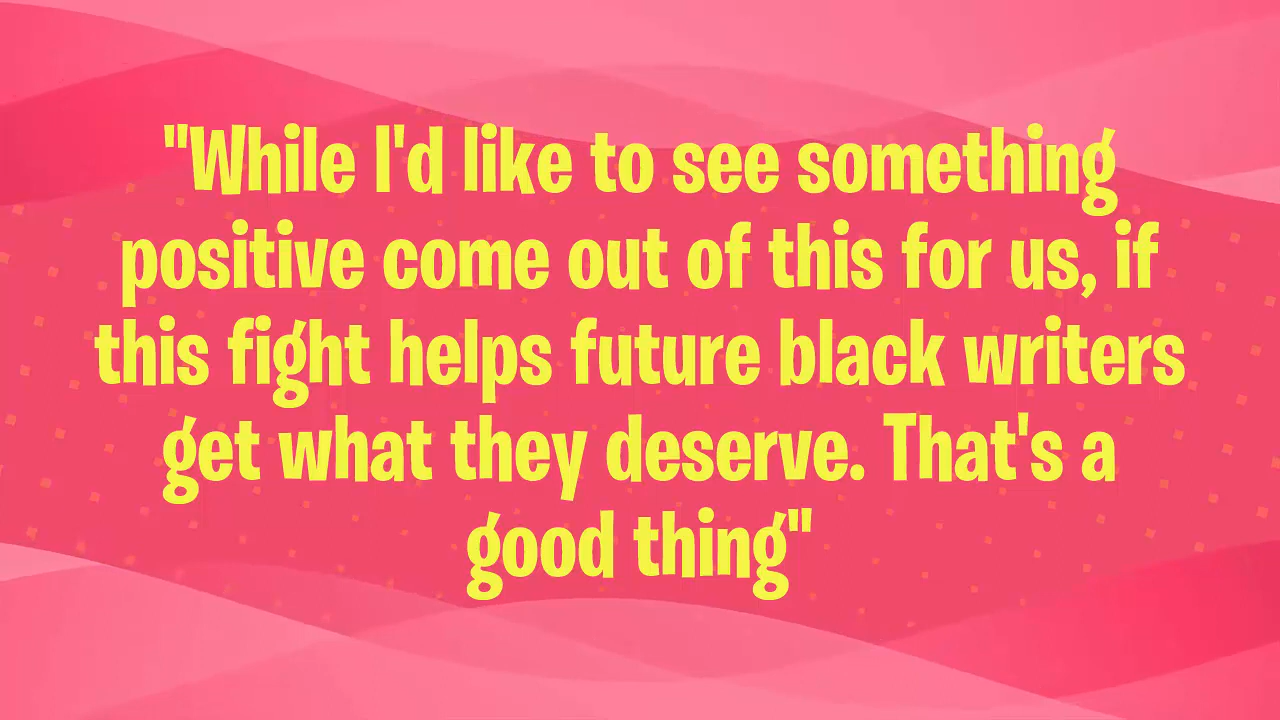 "While I'd like to see something
positive come out of this for us, if
this fight helps future black writers
get what they deserve. That's a
good thing"